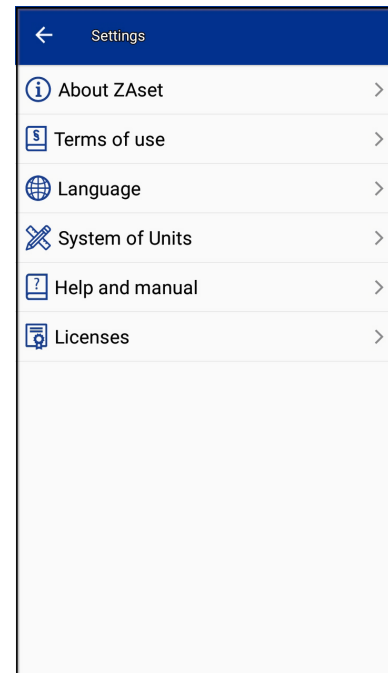 Settings
About ZAset
Terms of use
Language
System of Units
Help and manual
Licenses